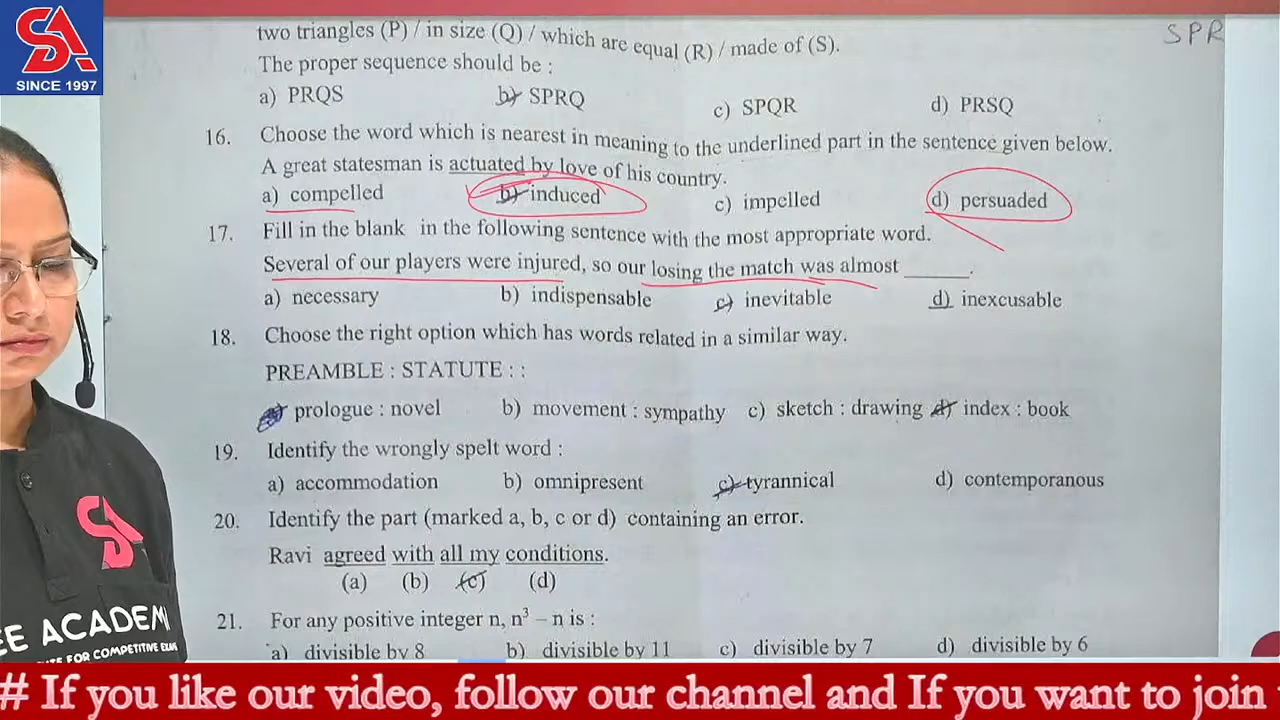 SA
SINCE 1997
two triangles (P) / in size (Q) / which are equal (R) / made of (S).
SPR
The proper sequence should be :
a) PRQS b) SPRQ c) SPQR d) PRSQ
16. Choose the word which is nearest in meaning to the underlined part in the sentence given below.
A great statesman is actuated by love of his country.
a) compelled b) induced c) impelled d) persuaded
17. Fill in the blank in the following sentence with the most appropriate word.
Several of our players were injured, so our losing the match was almost ______.
a) necessary b) indispensable c) inevitable d) inexcusable
18. Choose the right option which has words related in a similar way.
PREAMBLE : STATUTE : :
a) prologue : novel b) movement : sympathy c) sketch : drawing d) index : book
19. Identify the wrongly spelt word :
a) accommodation b) omnipresent c) tyrannical d) contemporanous
20. Identify the part (marked a, b, c or d) containing an error.
Ravi agreed with all my conditions.
(a) (b) (c) (d)
21. For any positive integer n, n³ – n is :
a) divisible by 8 b) divisible by 11 c) divisible by 7 d) divisible by 6
SA
EE ACADEM
TE FOR COMPETITIVE EXAM
# If you like our video, follow our channel and If you want to join